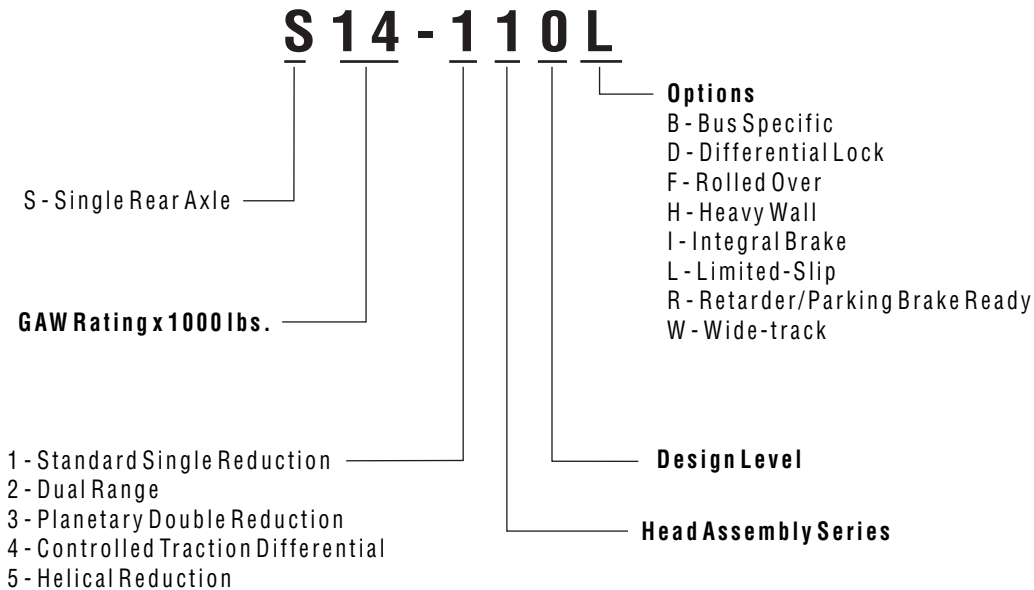 S14-110L
Options
B - Bus Specific
D - Differential Lock
F - Rolled Over
H - Heavy Wall
I - Integral Brake
L - Limited-Slip
R - Retarder/Parking Brake Ready
W - Wide-track
S - Single Rear Axle
GAW Rating x 1000 lbs.
1 - Standard Single Reduction
2 - Dual Range
3 - Planetary Double Reduction
4 - Controlled Traction Differential
5 - Helical Reduction
Design Level
Head Assembly Series